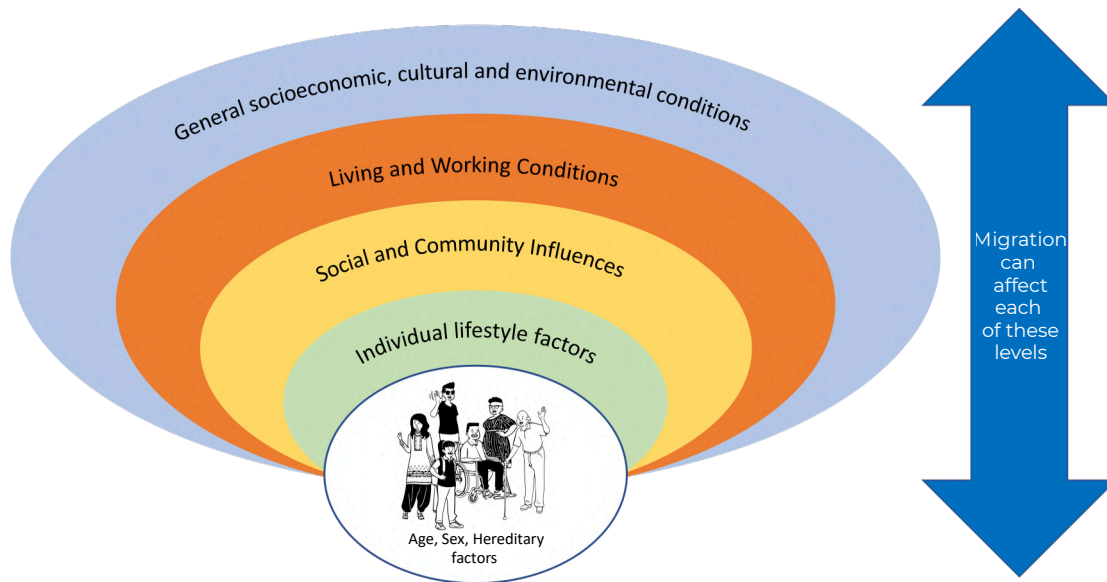 General socioeconomic, cultural and environmental conditions
Living and Working Conditions
Social and Community Influences
Individual lifestyle factors
Age, Sex, Hereditary
factors
Migration
can
affect
each
of these
levels